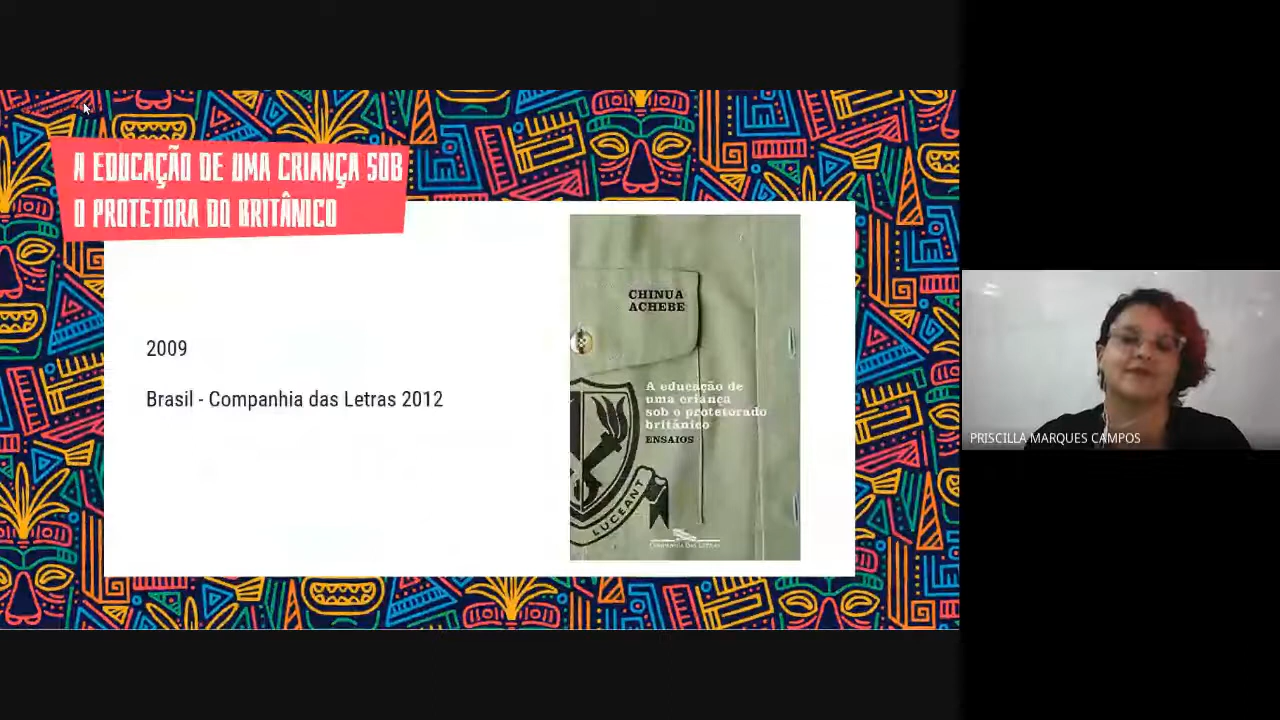 A EDUCAÇÃO DE UMA CRIANÇA SOB
O PROTETORA DO BRITÂNICO
2009
Brasil - Companhia das Letras 2012
CHINUA
ACHEBE
A educação de
uma criança
sob o protetorado
britânico
ENSAIOS
LUCEANT
Companhia Das Letras
PRISCILLA MARQUES CAMPOS